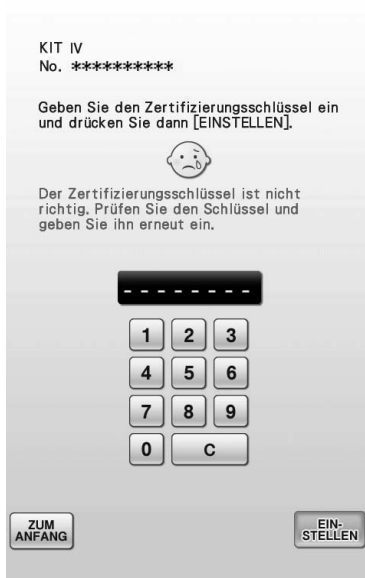 KIT IV
No. **********
Geben Sie den Zertifizierungsschlüssel ein
und drücken Sie dann [EINSTELLEN].
Der Zertifizierungsschlüssel ist nicht
richtig. Prüfen Sie den Schlüssel und
geben Sie ihn erneut ein.
- - - - - - - -
1 2 3
4 5 6
7 8 9
0 C
ZUM
ANFANG
EIN-
STELLEN